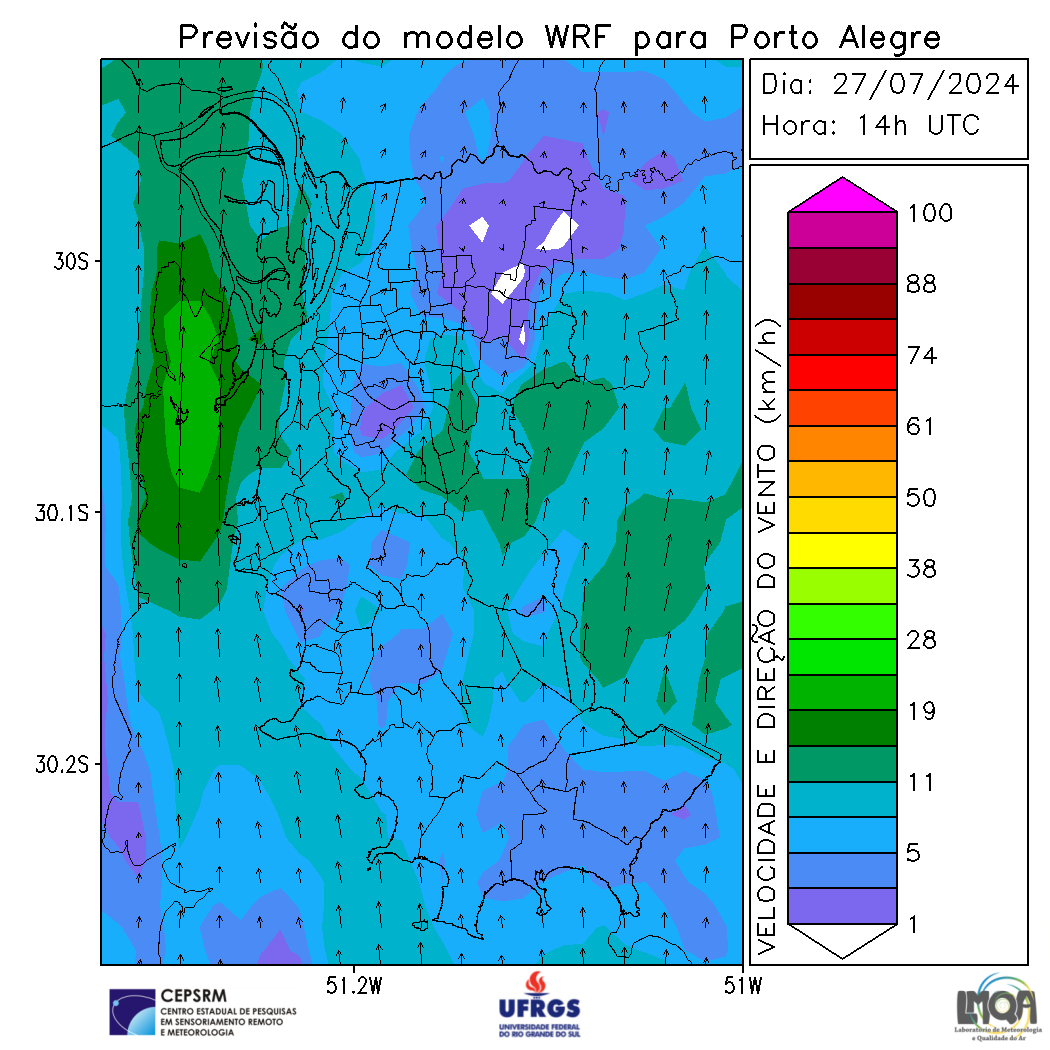 Previsão do modelo WRF para Porto Alegre
Dia: 27/07/2024
Hora: 14h UTC
30S
30.1S
30.2S
51.2W
51W
VELOCIDADE E DIREÇÃO DO VENTO (km/h)
100
88
74
61
50
38
28
19
11
5
1
CEPSRM
CENTRO ESTADUAL DE PESQUISAS
EM SENSORIAMENTO REMOTO
E METEOROLOGIA
UFRGS
UNIVERSIDADE FEDERAL
DO RIO GRANDE DO SUL
LMQA
Laboratório de Meteorologia
e Qualidade do Ar